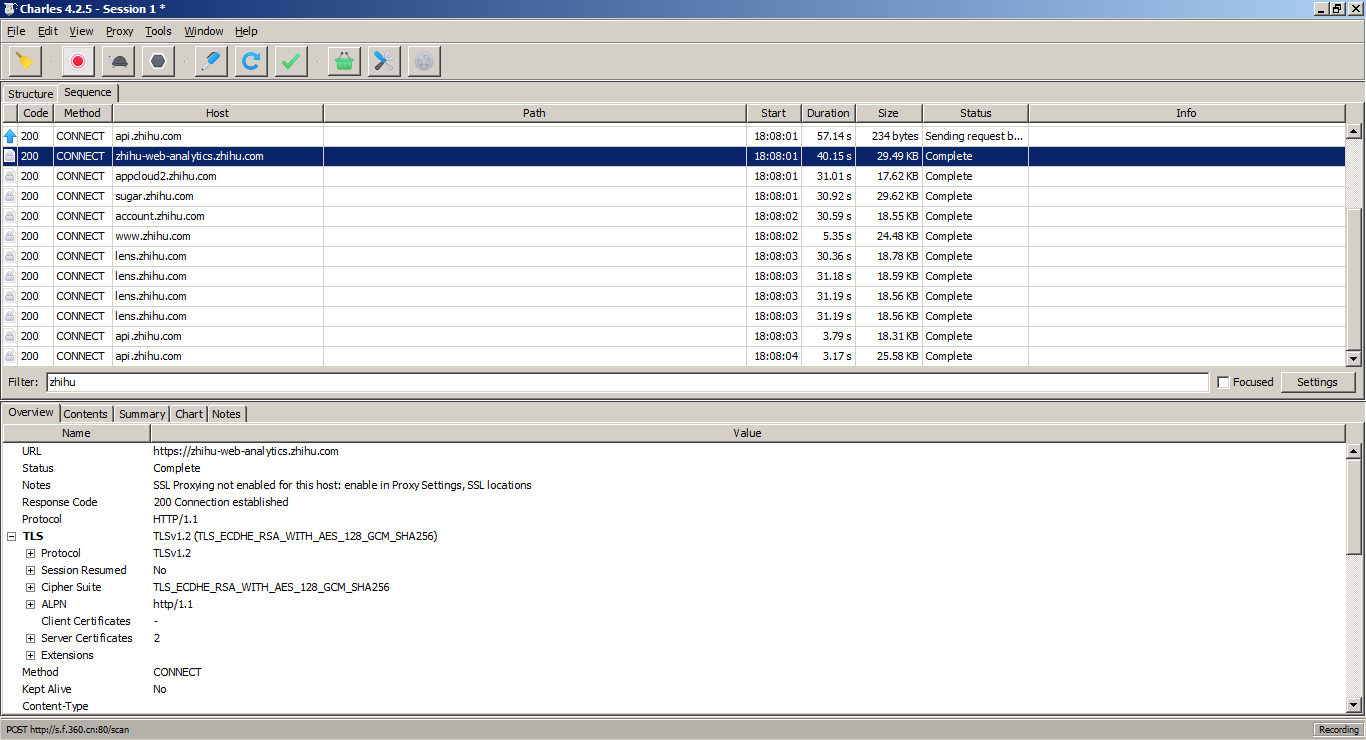 Charles 4.2.5 - Session 1 *
File Edit View Proxy Tools Window Help
Structure Sequence
Code Method Host Path Start Duration Size Status Info
200 CONNECT api.zhihu.com 18:08:01 57.14 s 234 bytes Sending request b...
200 CONNECT zhihu-web-analytics.zhihu.com 18:08:01 40.15 s 29.49 KB Complete
200 CONNECT appcloud2.zhihu.com 18:08:01 31.01 s 17.62 KB Complete
200 CONNECT sugar.zhihu.com 18:08:01 30.92 s 29.62 KB Complete
200 CONNECT account.zhihu.com 18:08:02 30.59 s 18.55 KB Complete
200 CONNECT www.zhihu.com 18:08:02 5.35 s 24.48 KB Complete
200 CONNECT lens.zhihu.com 18:08:03 30.36 s 18.78 KB Complete
200 CONNECT lens.zhihu.com 18:08:03 31.18 s 18.59 KB Complete
200 CONNECT lens.zhihu.com 18:08:03 31.19 s 18.56 KB Complete
200 CONNECT lens.zhihu.com 18:08:03 31.19 s 18.56 KB Complete
200 CONNECT api.zhihu.com 18:08:03 3.79 s 18.31 KB Complete
200 CONNECT api.zhihu.com 18:08:04 3.17 s 25.58 KB Complete
Filter: zhihu Focused Settings
Overview Contents Summary Chart Notes
Name Value
URL https://zhihu-web-analytics.zhihu.com
Status Complete
Notes SSL Proxying not enabled for this host: enable in Proxy Settings, SSL locations
Response Code 200 Connection established
Protocol HTTP/1.1
TLS TLSv1.2 (TLS_ECDHE_RSA_WITH_AES_128_GCM_SHA256)
Protocol TLSv1.2
Session Resumed No
Cipher Suite TLS_ECDHE_RSA_WITH_AES_128_GCM_SHA256
ALPN http/1.1
Client Certificates -
Server Certificates 2
Extensions
Method CONNECT
Kept Alive No
Content-Type
POST http://s.f.360.cn:80/scan Recording